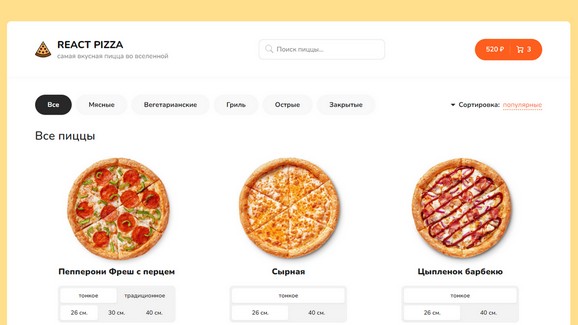 REACT PIZZA
самая вкусная пицца во вселенной
Поиск пиццы...
520 ₽ 3
Все Мясные Вегетарианские Гриль Острые Закрытые
Сортировка: популярные
Все пиццы
Пепперони Фреш с перцем Сырная Цыпленок барбекю
тонкое традиционное тонкое тонкое
26 см. 30 см. 40 см. 26 см. 40 см. 26 см. 40 см.